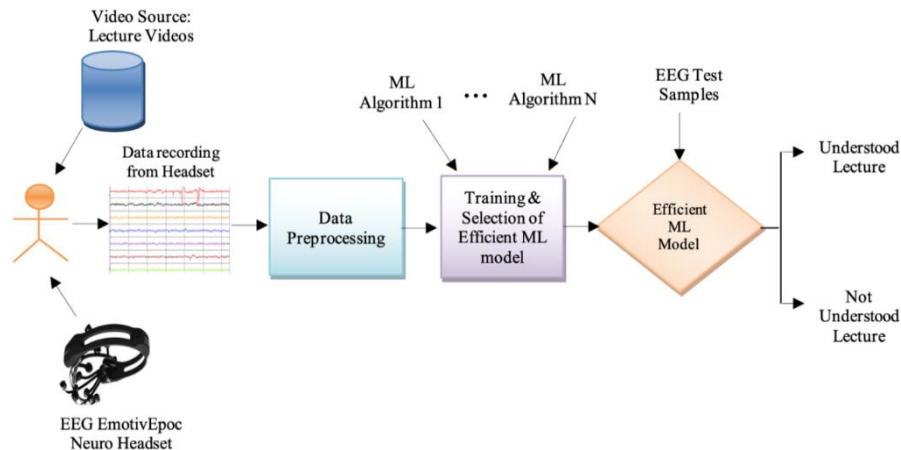 Video Source:
Lecture Videos
Data recording
from Headset
EEG EmotivEpoc
Neuro Headset
Data
Preprocessing
ML
Algorithm 1
...
ML
Algorithm N
Training &
Selection of
Efficient ML
model
EEG Test
Samples
Efficient
ML
Model
Understood
Lecture
Not
Understood
Lecture